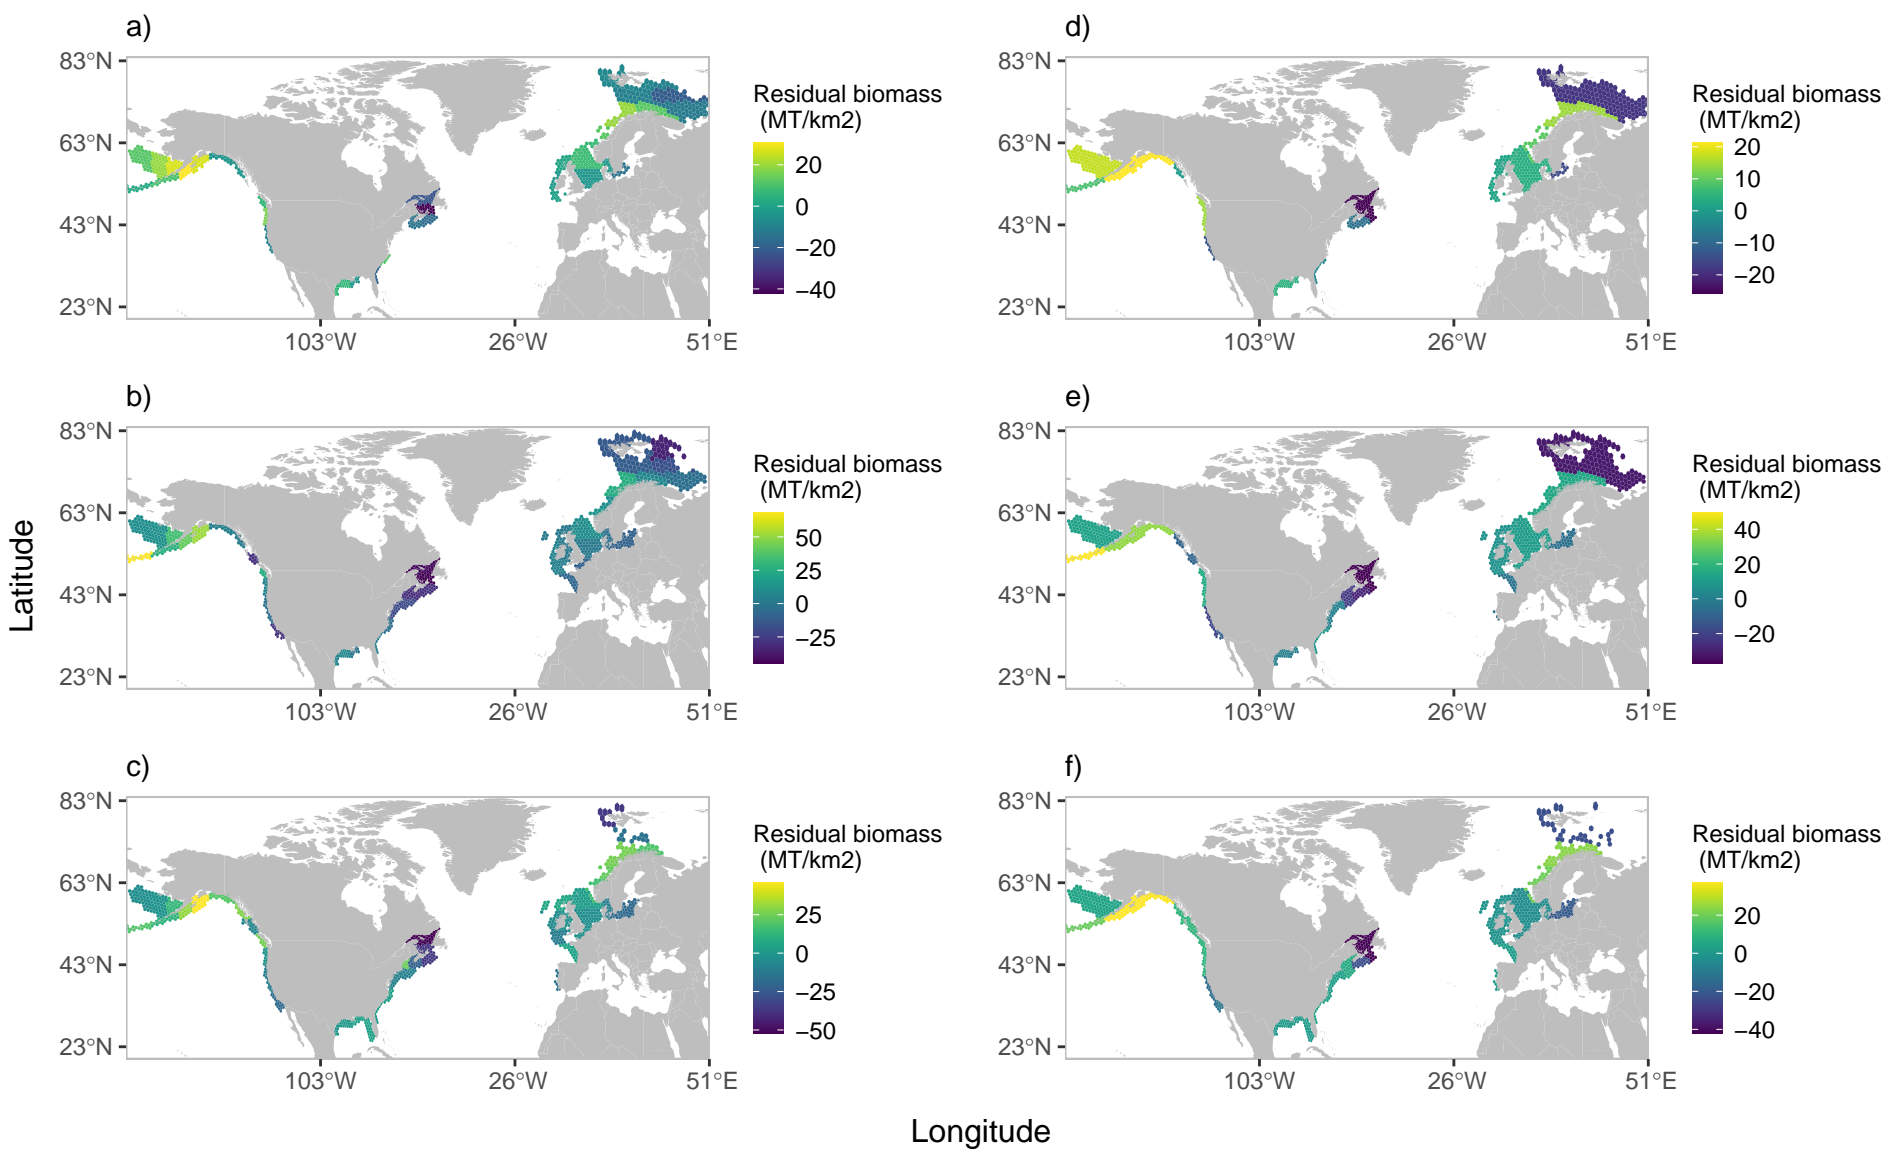 a)
83°N
63°N
43°N
23°N
103°W
26°W
51°E
Residual biomass
(MT/km2)
20
0
−20
−40
d)
83°N
63°N
43°N
23°N
103°W
26°W
51°E
Residual biomass
(MT/km2)
20
10
0
−10
−20
b)
83°N
63°N
43°N
23°N
103°W
26°W
51°E
Residual biomass
(MT/km2)
50
25
0
−25
e)
83°N
63°N
43°N
23°N
103°W
26°W
51°E
Residual biomass
(MT/km2)
40
20
0
−20
c)
83°N
63°N
43°N
23°N
103°W
26°W
51°E
Residual biomass
(MT/km2)
25
0
−25
−50
f)
83°N
63°N
43°N
23°N
103°W
26°W
51°E
Residual biomass
(MT/km2)
20
0
−20
−40
Latitude
Longitude